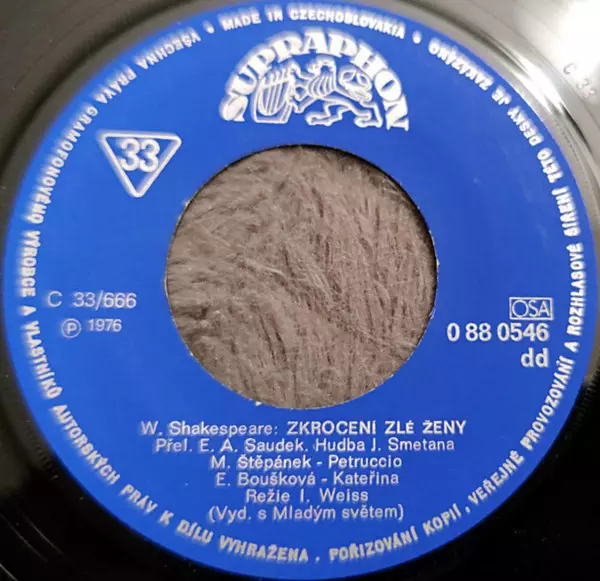 SUPRAPHON
• MADE IN CZECHOSLOVAKIA •
VŠECHNA PRÁVA GRAMOFONOVÉHO VÝROBCE A VLASTNÍKŮ AUTORSKÝCH PRÁV K DÍLU VYHRAŽENA. POŘIZOVÁNÍ KOPIÍ, VEŘEJNÉ PROVOZOVÁNÍ A ROZHLASOVÉ ŠÍŘENÍ TÉTO DESKY JE ZAKÁZÁNO
C 33
33
C 33/666
Ⓟ 1976
OSA
0 88 0546
dd
W. Shakespeare: ZKROCENÍ ZLÉ ŽENY
Přel. E. A. Saudek. Hudba J. Smetana
M. Štěpánek - Petruccio
E. Boušková - Kateřina
Režie I. Weiss
(Vyd. s Mladým světem)